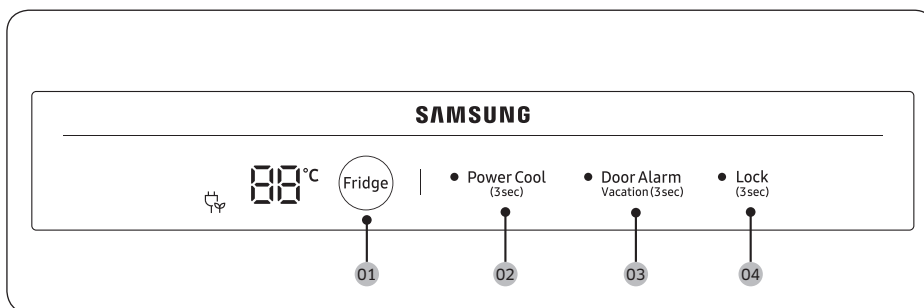 SAMSUNG
88°C Fridge
Power Cool
(3sec)
Door Alarm
Vacation(3sec)
Lock
(3sec)
01 02 03 04